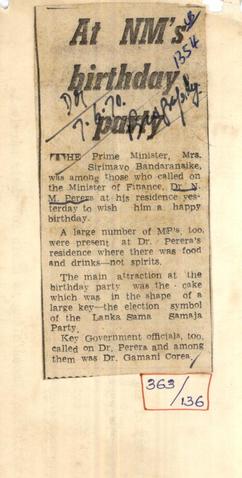 At NM's
birthday
party
1354
7.6.70.
THE Prime Minister, Mrs.
Sirimavo Bandaranaike,
was among those who called on
the Minister of Finance, Dr. N.
M. Perera at his residence yes-
terday to wish him a happy
birthday.
A large number of MP's, too,
were present at Dr. Perera's
residence where there was food
and drinks—not spirits.
The main attraction at the
birthday party was the cake
which was in the shape of a
large key—the election symbol
of the Lanka Sama Samaja
Party.
Key Government officials, too,
called on Dr. Perera and among
them was Dr. Gamani Corea.
363/
136